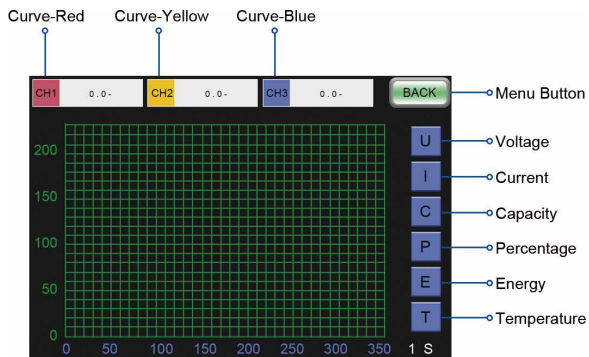 Curve-Red Curve-Yellow Curve-Blue
CH1 0.0- CH2 0.0- CH3 0.0- BACK Menu Button
U Voltage
200
I Current
150
C Capacity
100
P Percentage
50
E Energy
T Temperature
0
0 50 100 150 200 250 300 350 1 S